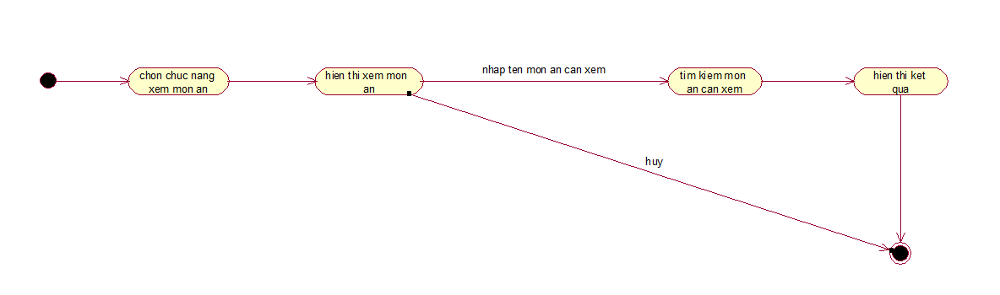 chon chuc nang
xem mon an
hien thi xem mon
an
nhap ten mon an can xem
tim kiem mon
an can xem
hien thi ket
qua
huy